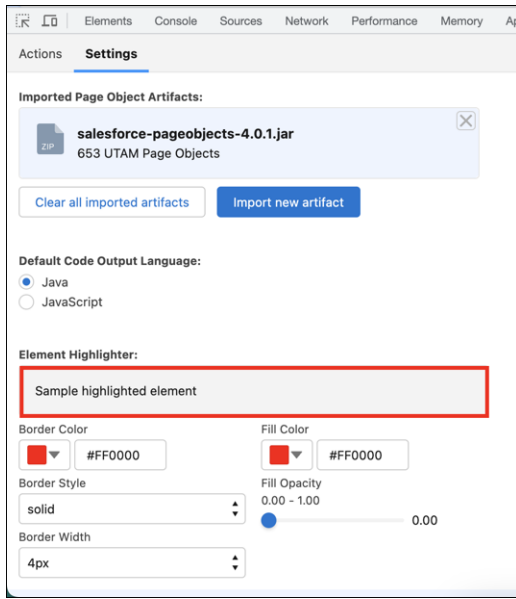 Elements Console Sources Network Performance Memory
Actions Settings
Imported Page Object Artifacts:
salesforce-pageobjects-4.0.1.jar
ZIP
653 UTAM Page Objects
Clear all imported artifacts Import new artifact
Default Code Output Language:
Java
JavaScript
Element Highlighter:
Sample highlighted element
Border Color Fill Color
#FF0000 #FF0000
Border Style Fill Opacity
0.00 - 1.00
solid
0.00
Border Width
4px